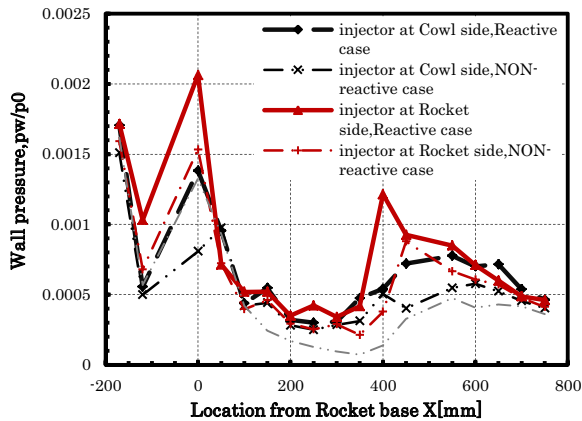 0.0025
0.002
0.0015
0.001
0.0005
0
Wall pressure,pw/p0
injector at Cowl side,Reactive
case
injector at Cowl side,NON-
reactive case
injector at Rocket
side,Reactive case
injector at Rocket side,NON-
reactive case
-200 0 200 400 600 800
Location from Rocket base X[mm]